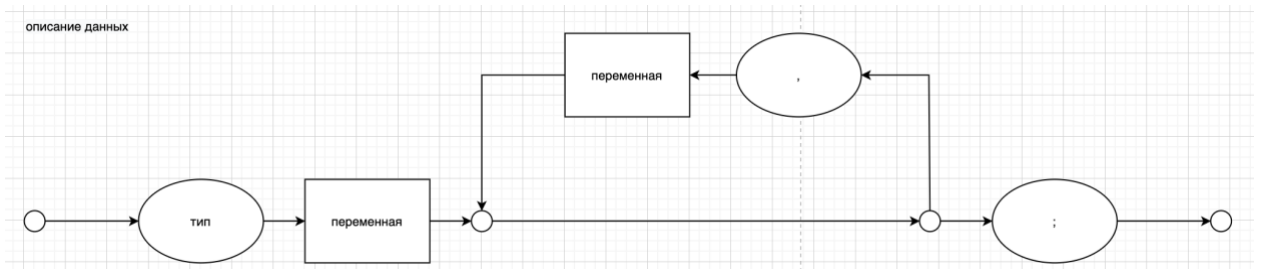 описание данных
переменная
,
тип
переменная
;